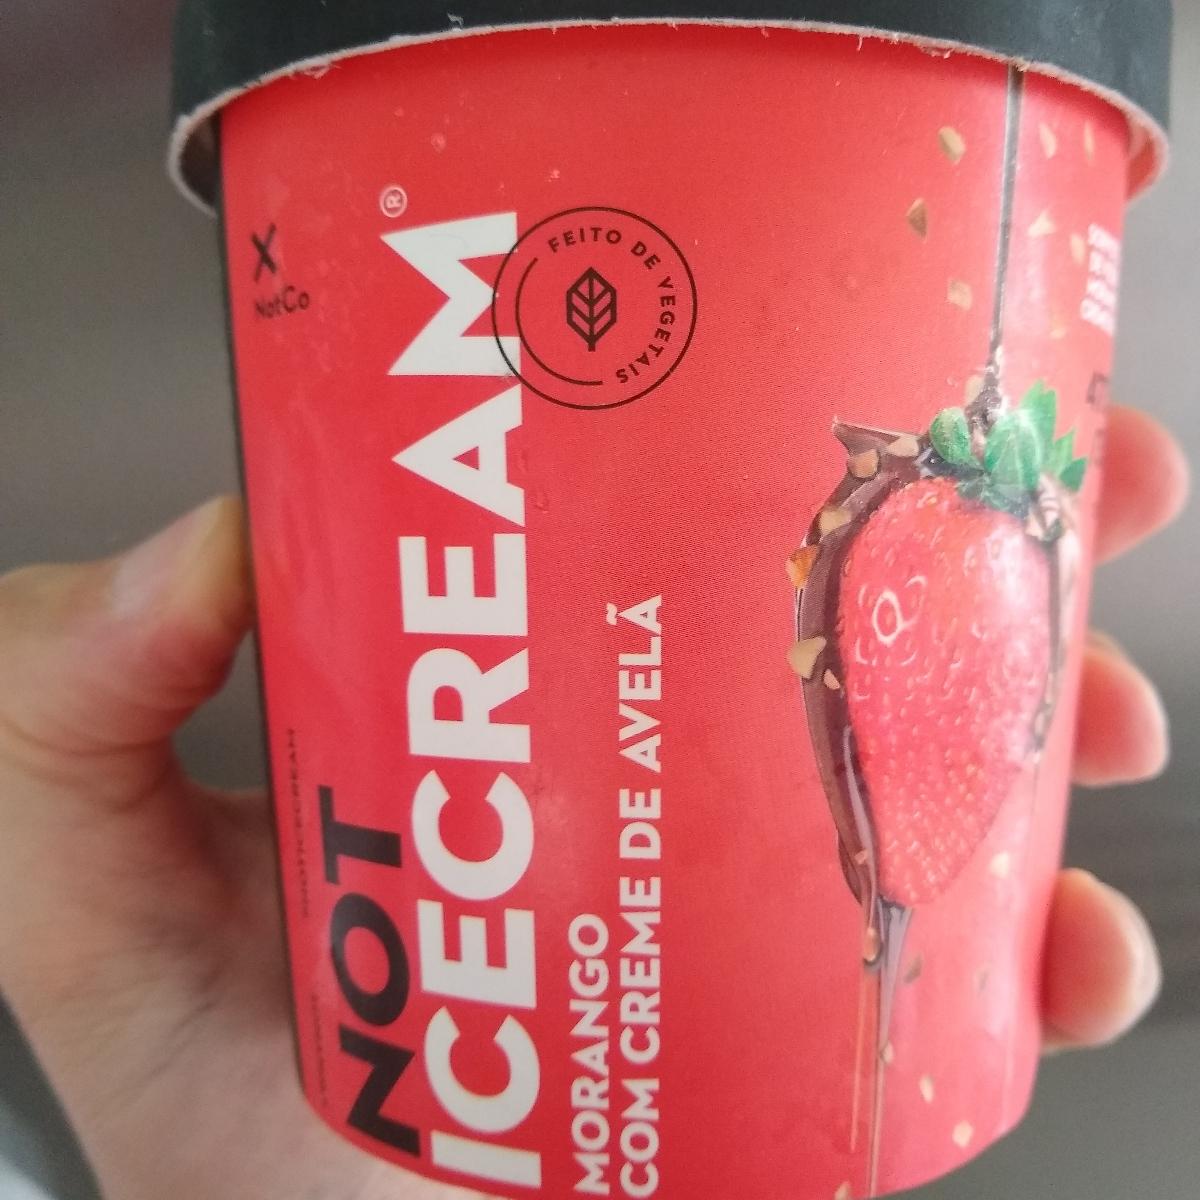 NotCo
NOT
ICECREAM®
FEITO DE VEGETAIS
MORANGO
COM CREME DE AVELÃ